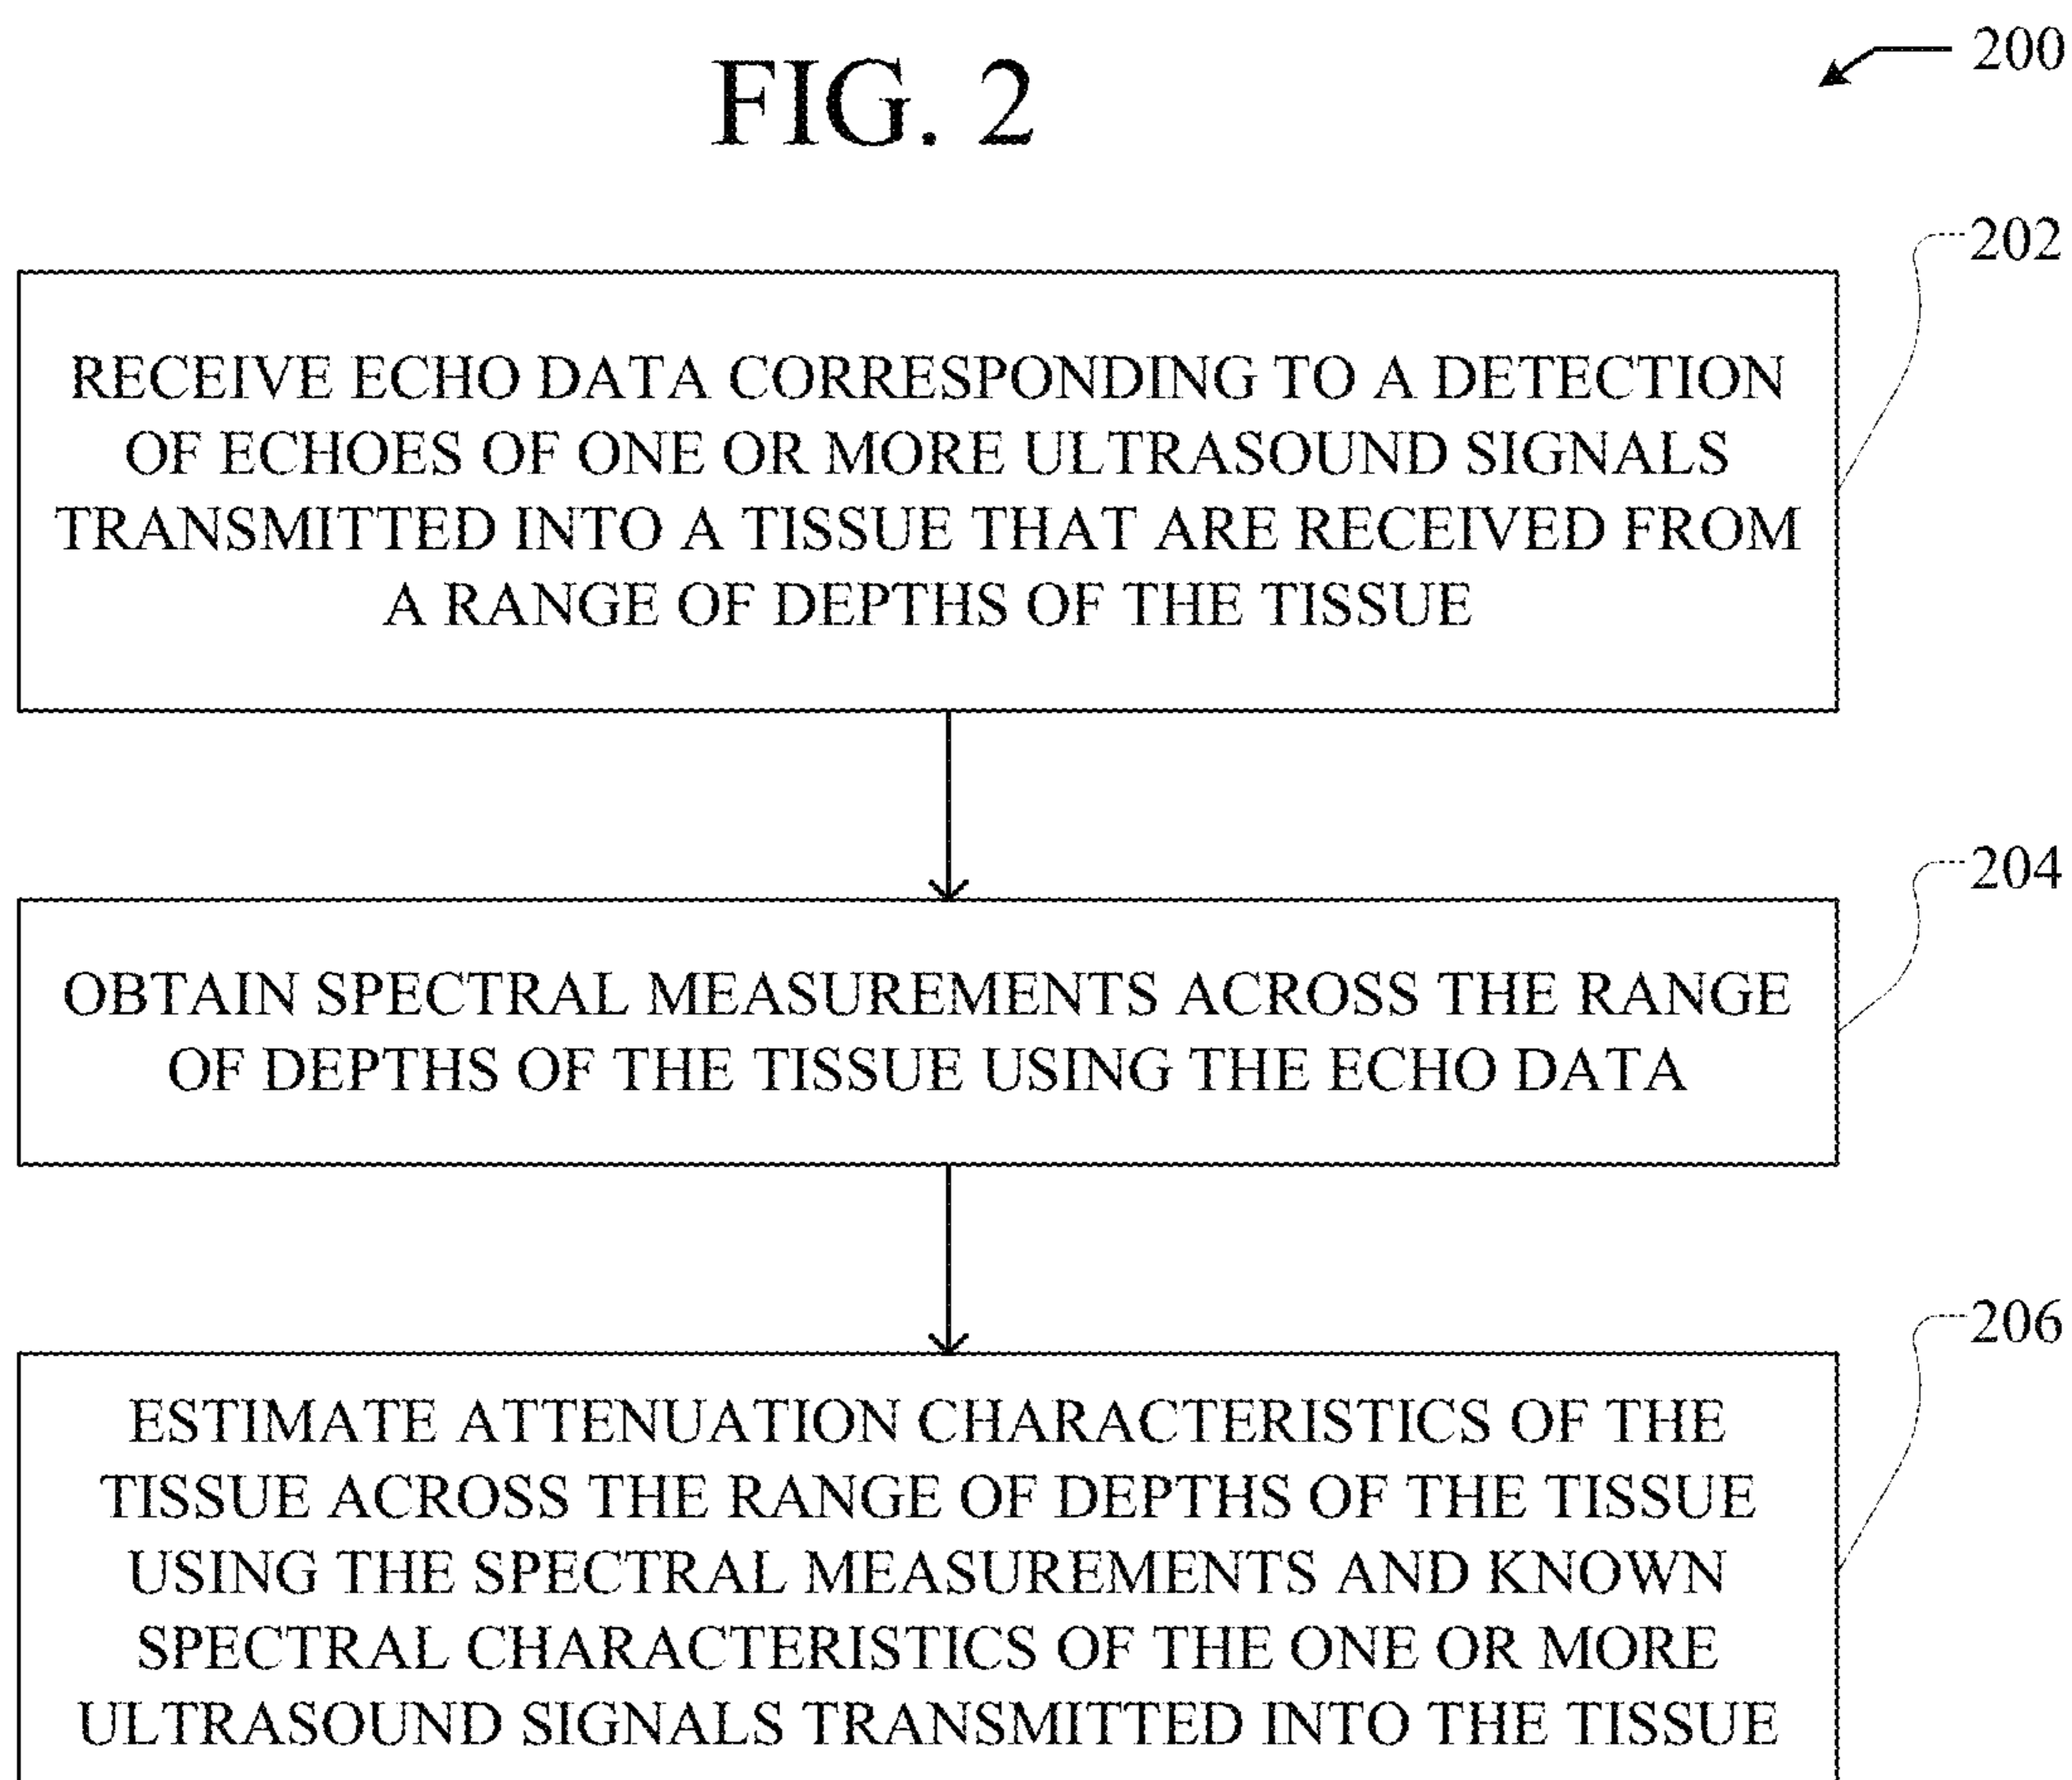 FIG. 2
200
202
RECEIVE ECHO DATA CORRESPONDING TO A DETECTION
OF ECHOES OF ONE OR MORE ULTRASOUND SIGNALS
TRANSMITTED INTO A TISSUE THAT ARE RECEIVED FROM
A RANGE OF DEPTHS OF THE TISSUE
204
OBTAIN SPECTRAL MEASUREMENTS ACROSS THE RANGE
OF DEPTHS OF THE TISSUE USING THE ECHO DATA
206
ESTIMATE ATTENUATION CHARACTERISTICS OF THE
TISSUE ACROSS THE RANGE OF DEPTHS OF THE TISSUE
USING THE SPECTRAL MEASUREMENTS AND KNOWN
SPECTRAL CHARACTERISTICS OF THE ONE OR MORE
ULTRASOUND SIGNALS TRANSMITTED INTO THE TISSUE